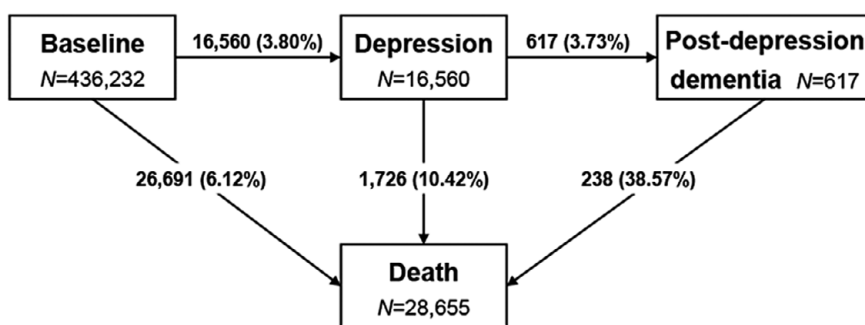 Baseline
N=436,232
16,560 (3.80%)
Depression
N=16,560
617 (3.73%)
Post-depression
dementia N=617
26,691 (6.12%)
1,726 (10.42%)
238 (38.57%)
Death
N=28,655